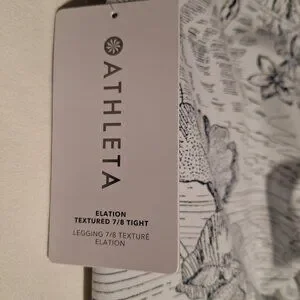 ATHLETA
ELATION
TEXTURED 7/8 TIGHT
LEGGING 7/8 TEXTURÉ
ELATION